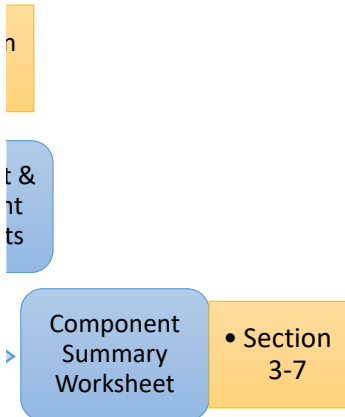 &
Component
Summary
Worksheet
• Section
3-7